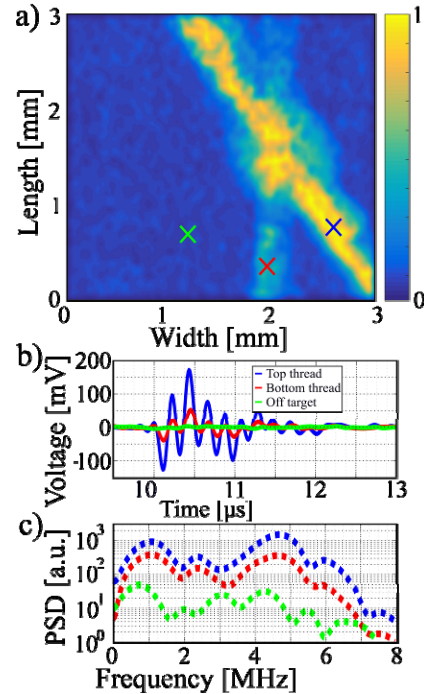 a)
3
2
1
0
Length [mm]
0 1 2 3
Width [mm]
1
0
b)
200
100
0
-100
Voltage [mV]
Top thread
Bottom thread
Off target
10 11 12 13
Time [µs]
c)
10³
10²
10¹
10⁰
PSD [a.u.]
0 2 4 6 8
Frequency [MHz]